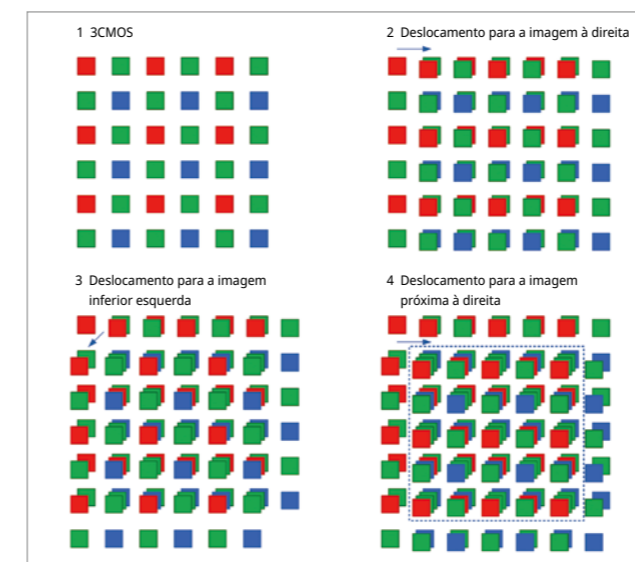 1 3CMOS
2 Deslocamento para a imagem à direita
3 Deslocamento para a imagem
inferior esquerda
4 Deslocamento para a imagem
próxima à direita